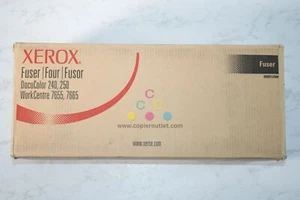 XEROX
Fuser | Four | Fusor
DocuColor 240, 250
WorkCentre 7655, 7665
Fuser
C
C C C
www.copieroutlet.com
www.xerox.com